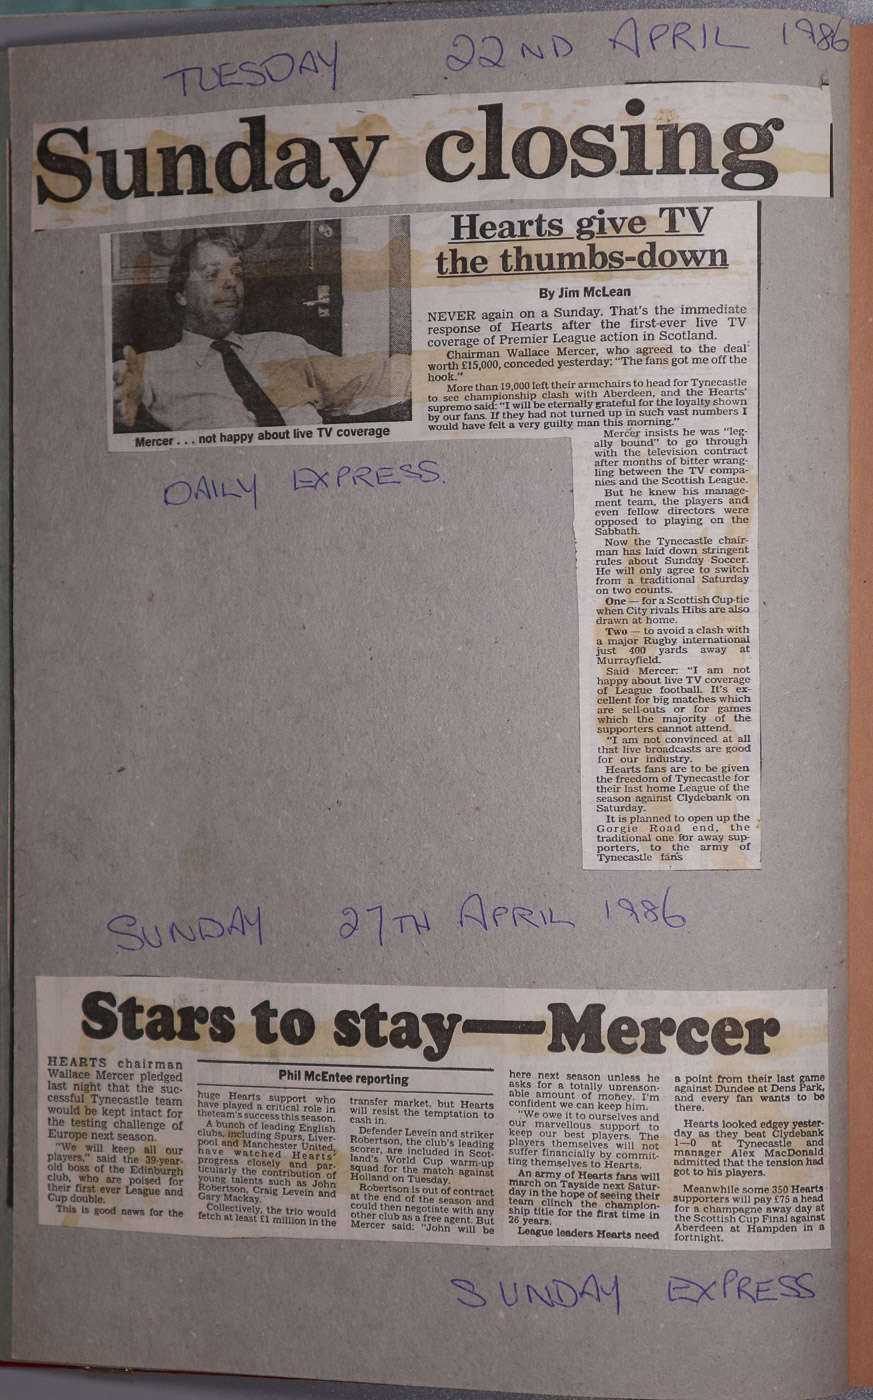 TUESDAY 22ND APRIL 1986
Sunday closing
Hearts give TV
the thumbs-down
By Jim McLean
NEVER again on a Sunday. That's the immediate
response of Hearts after the first-ever live TV
coverage of Premier League action in Scotland.
Chairman Wallace Mercer, who agreed to the deal
worth £15,000, conceded yesterday: "The fans got me off the
hook."
More than 19,000 left their armchairs to head for Tynecastle
to see championship clash with Aberdeen, and the Hearts'
supremo said: "I will be eternally grateful for the loyalty shown
by our fans. If they had not turned up in such vast numbers I
would have felt a very guilty man this morning."
Mercer insists he was "leg-
ally bound" to go through
with the television contract
after months of bitter wrang-
ling between the TV compa-
nies and the Scottish League.
But he knew his manage-
ment team, the players and
even fellow directors were
opposed to playing on the
Sabbath.
Now the Tynecastle chair-
man has laid down stringent
rules about Sunday Soccer.
He will only agree to switch
from a traditional Saturday
on two counts.
One — for a Scottish Cup-tie
when City rivals Hibs are also
drawn at home.
Two — to avoid a clash with
a major Rugby international
just 400 yards away at
Murrayfield.
Said Mercer: "I am not
happy about live TV coverage
of League football. It's ex-
cellent for big matches which
are sell-outs or for games
which the majority of the
supporters cannot attend.
"I am not convinced at all
that live broadcasts are good
for our industry.
Hearts fans are to be given
the freedom of Tynecastle for
their last home League of the
season against Clydebank on
Saturday.
It is planned to open up the
Gorgie Road end, the
traditional one for away sup-
porters, to the army of
Tynecastle fans
Mercer . . . not happy about live TV coverage
DAILY EXPRESS.
SUNDAY 27TH APRIL 1986
Stars to stay—Mercer
HEARTS chairman
Wallace Mercer pledged
last night that the suc-
cessful Tynecastle team
would be kept intact for
the testing challenge of
Europe next season.
"We will keep all our
players," said the 39-year-
old boss of the Edinburgh
club, who are poised for
their first ever League and
Cup double.
This is good news for the
Phil McEntee reporting
huge Hearts support who
have played a critical role in
theteam's success this season.
A bunch of leading English
clubs, including Spurs, Liver-
pool and Manchester United,
have watched Hearts'
progress closely and par-
ticularly the contribution of
young talents such as John
Robertson, Craig Levein and
Gary Mackay.
Collectively, the trio would
fetch at least £1 million in the
transfer market, but Hearts
will resist the temptation to
cash in.
Defender Levein and striker
Robertson, the club's leading
scorer, are included in Scot-
land's World Cup warm-up
squad for the match against
Holland on Tuesday.
Robertson is out of contract
at the end of the season and
could then negotiate with any
other club as a free agent. But
Mercer said: "John will be
here next season unless he
asks for a totally unreason-
able amount of money. I'm
confident we can keep him.
"We owe it to ourselves and
our marvellous support to
keep our best players. The
players themselves will not
suffer financially by commit-
ting themselves to Hearts.
An army of Hearts fans will
march on Tayside next Satur-
day in the hope of seeing their
team clinch the champion-
ship title for the first time in
26 years.
League leaders Hearts need
a point from their last game
against Dundee at Dens Park,
and every fan wants to be
there.
Hearts looked edgey yester-
day as they beat Clydebank
1—0 at Tynecastle and
manager Alex MacDonald
admitted that the tension had
got to his players.
Meanwhile some 350 Hearts
supporters will pay £75 a head
for a champagne away day at
the Scottish Cup Final against
Aberdeen at Hampden in a
fortnight.
SUNDAY EXPRESS